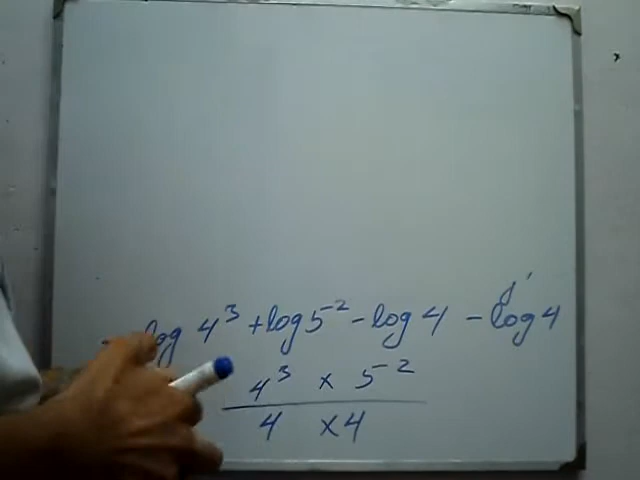 = log 4³ + log 5⁻² - log 4 - log 4
4³ × 5⁻²
4 × 4